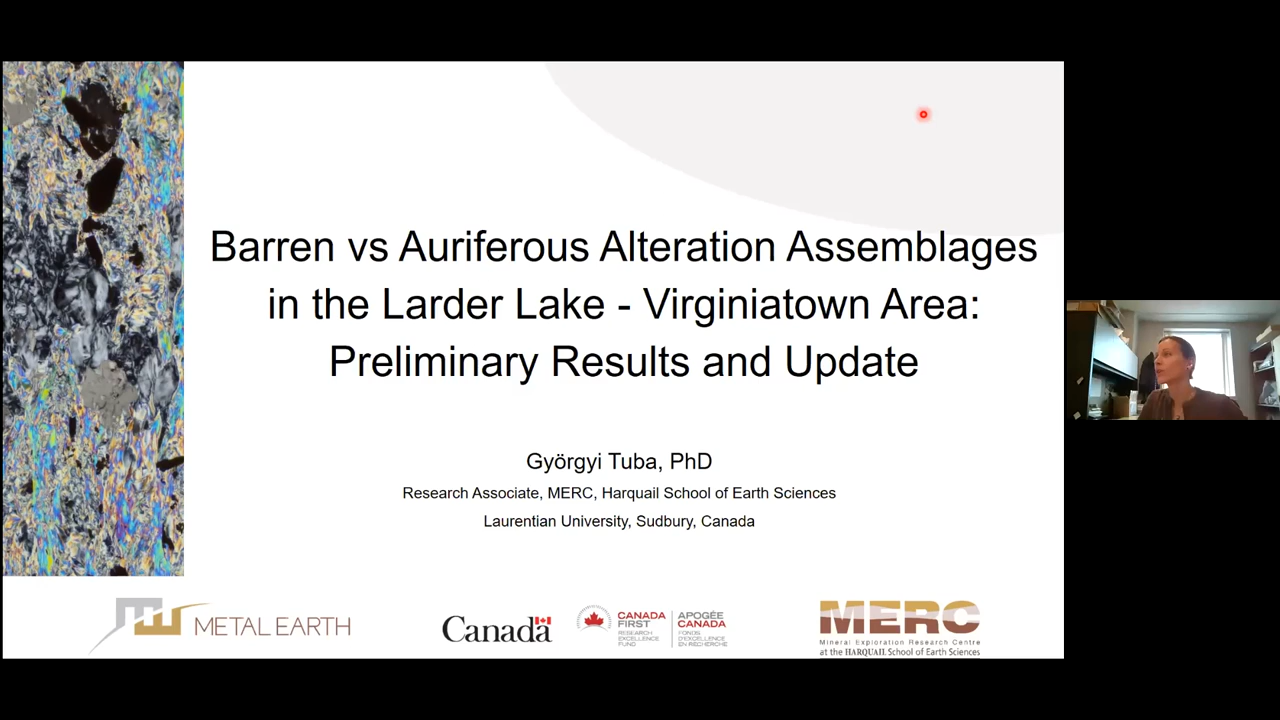 Barren vs Auriferous Alteration Assemblages
in the Larder Lake - Virginiatown Area:
Preliminary Results and Update
Györgyi Tuba, PhD
Research Associate, MERC, Harquail School of Earth Sciences
Laurentian University, Sudbury, Canada
METAL EARTH
Canada
CANADA
FIRST
RESEARCH
EXCELLENCE
FUND
APOGÉE
CANADA
FONDS
D'EXCELLENCE
EN RECHERCHE
MERC
Mineral Exploration Research Centre
at the HARQUAIL School of Earth Sciences